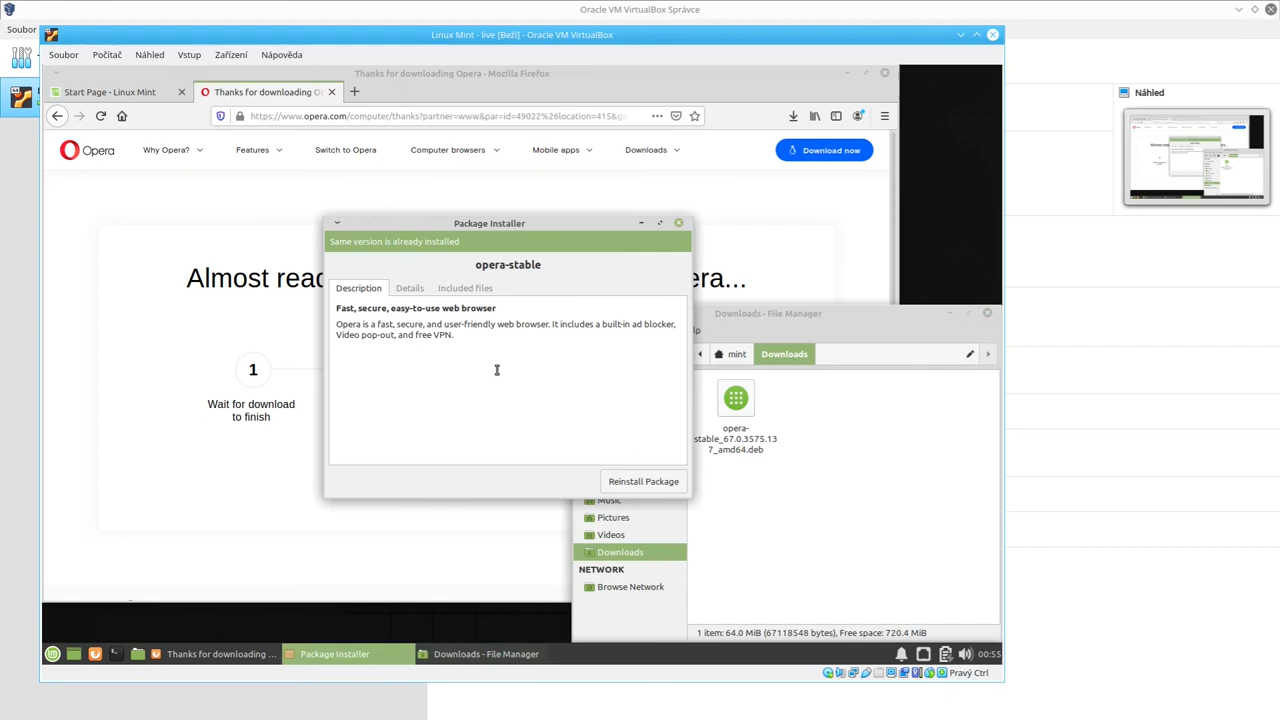 Oracle VM VirtualBox Správce
Soubor
Linux Mint - live [Beží] - Oracle VM VirtualBox
Soubor Počítač Náhled Vstup Zařízení Nápověda
Náhled
Thanks for downloading Opera - Mozilla Firefox
Start Page - Linux Mint
Thanks for downloading O
https://www.opera.com/computer/thanks?partner=www&par=id=49022%26location=415&
Opera
Why Opera? Features Switch to Opera Computer browsers Mobile apps Downloads
Download now
Almost rea
era...
1
Wait for download
to finish
Package Installer
Same version is already installed
opera-stable
Description Details Included files
Fast, secure, easy-to-use web browser
Opera is a fast, secure, and user-friendly web browser. It includes a built-in ad blocker,
Video pop-out, and free VPN.
Reinstall Package
Downloads - File Manager
lp
mint Downloads
opera-
stable_67.0.3575.13
7_amd64.deb
Music
Pictures
Videos
Downloads
NETWORK
Browse Network
1 item: 64.0 MiB (67118548 bytes), Free space: 720.4 MiB
Thanks for downloading ...
Package Installer
Downloads - File Manager
00:55
Pravý Ctrl